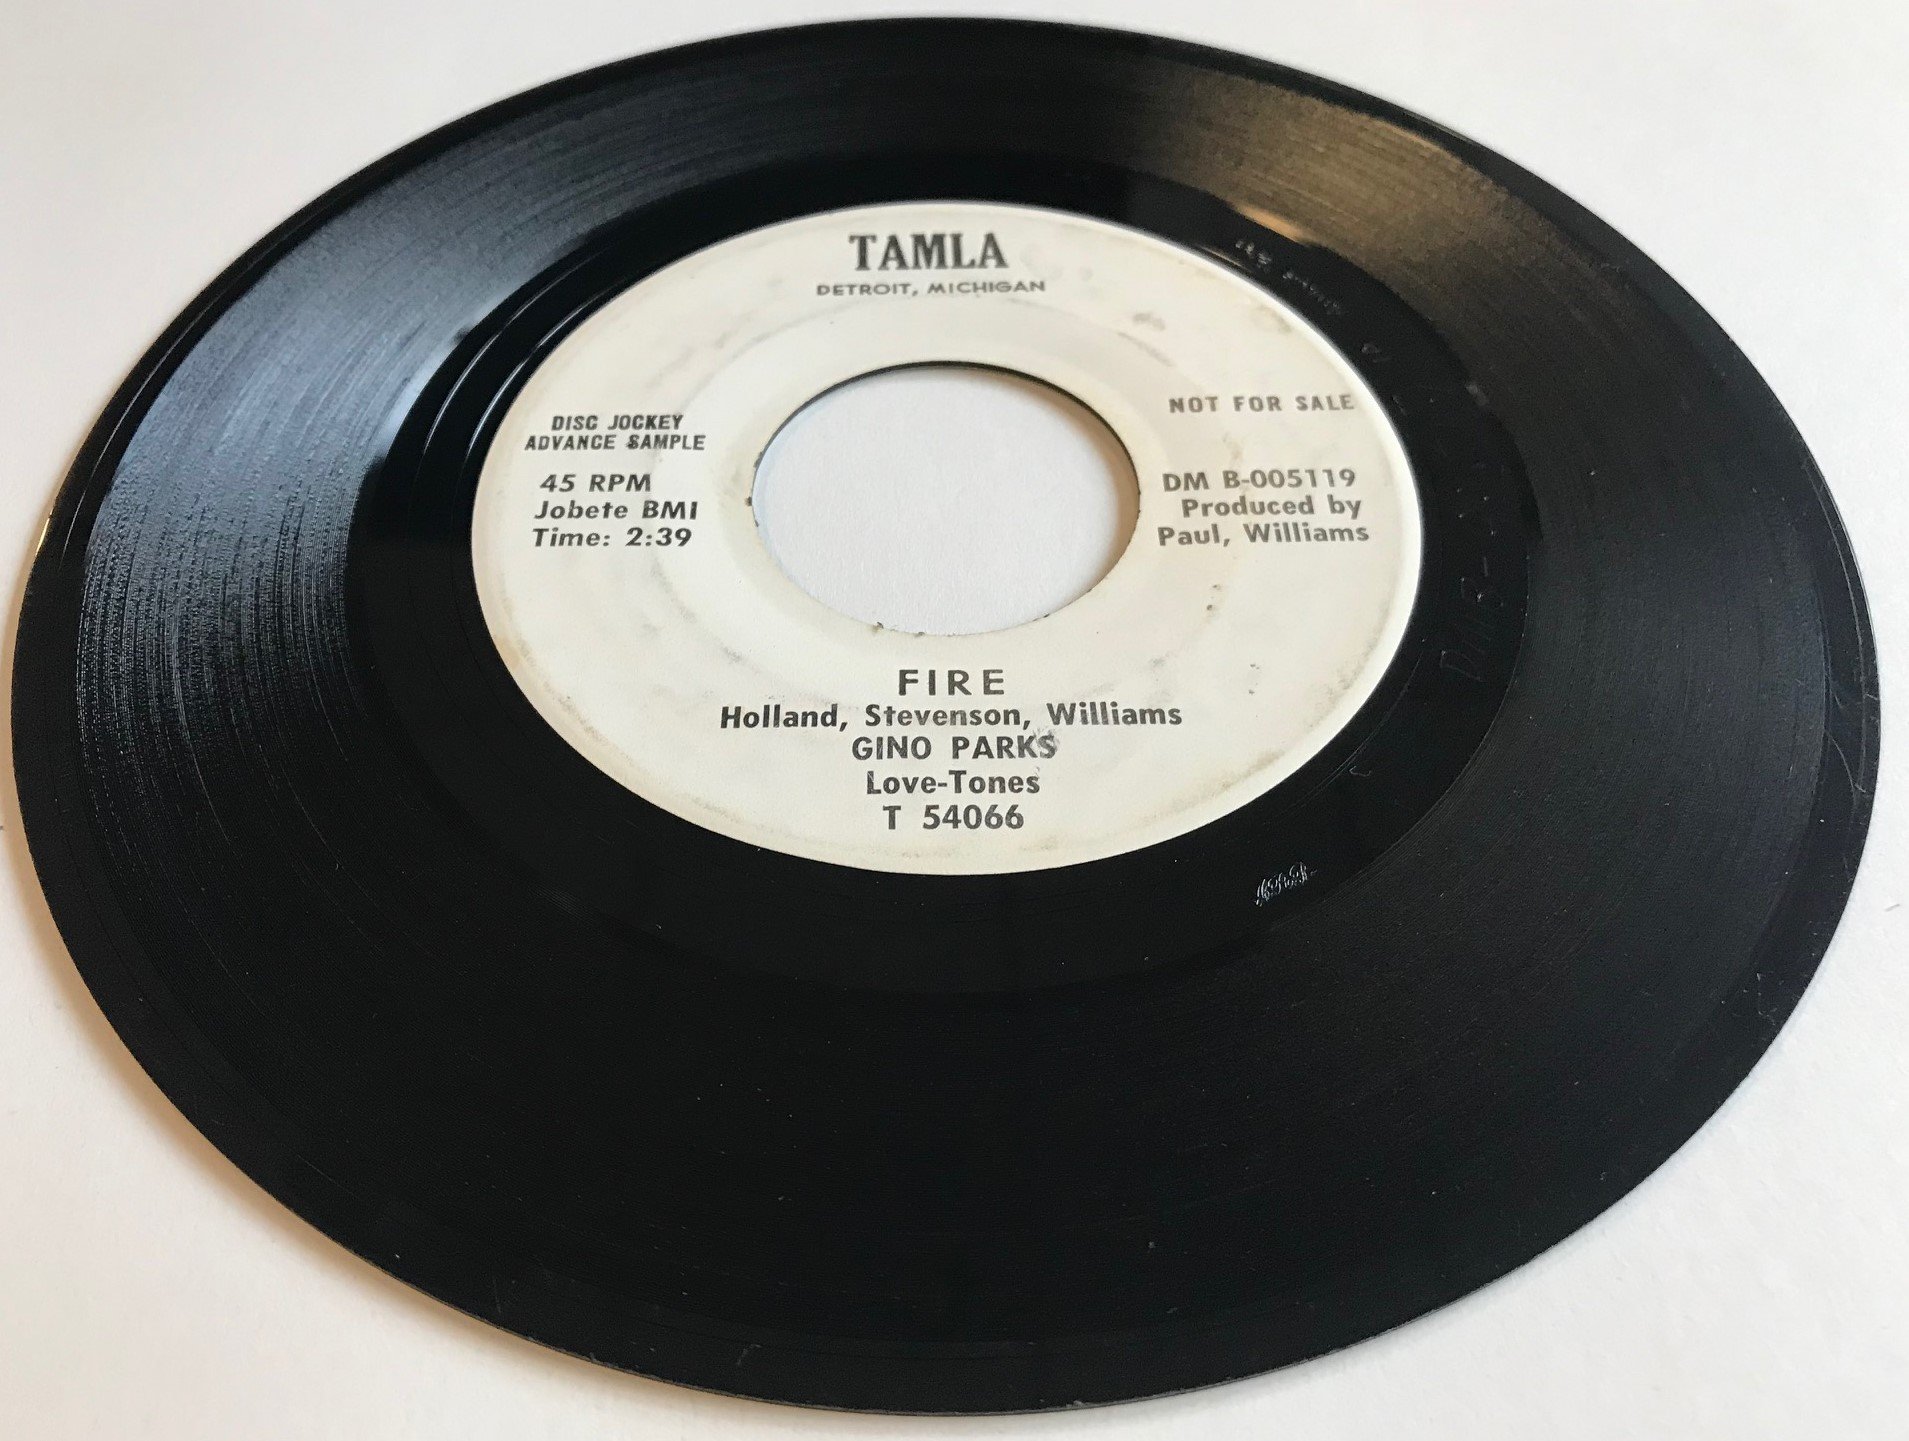 TAMLA
DETROIT, MICHIGAN
DISC JOCKEY
ADVANCE SAMPLE
45 RPM
Jobete BMI
Time: 2:39
NOT FOR SALE
DM B-005119
Produced by
Paul, Williams
FIRE
Holland, Stevenson, Williams
GINO PARKS
Love-Tones
T 54066